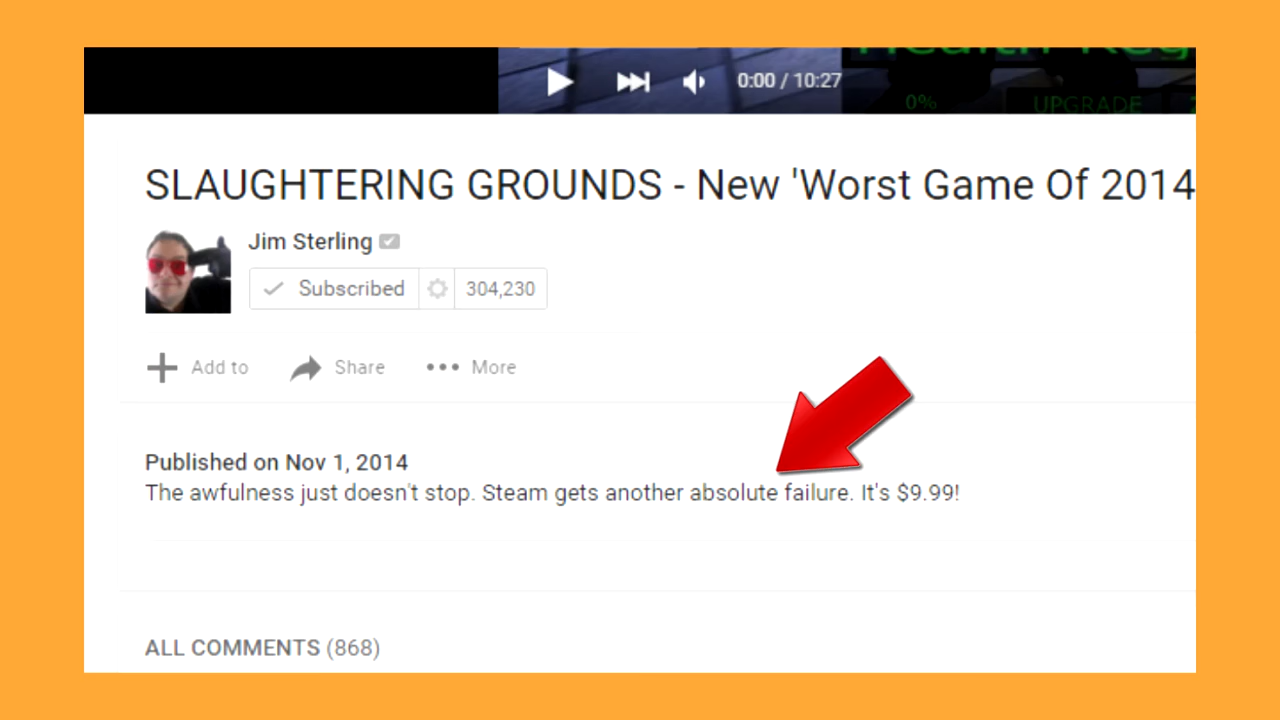 0:00 / 10:27
0%
UPGRADE
SLAUGHTERING GROUNDS - New 'Worst Game Of 2014
Jim Sterling
Subscribed
304,230
Add to
Share
More
Published on Nov 1, 2014
The awfulness just doesn't stop. Steam gets another absolute failure. It's $9.99!
ALL COMMENTS (868)